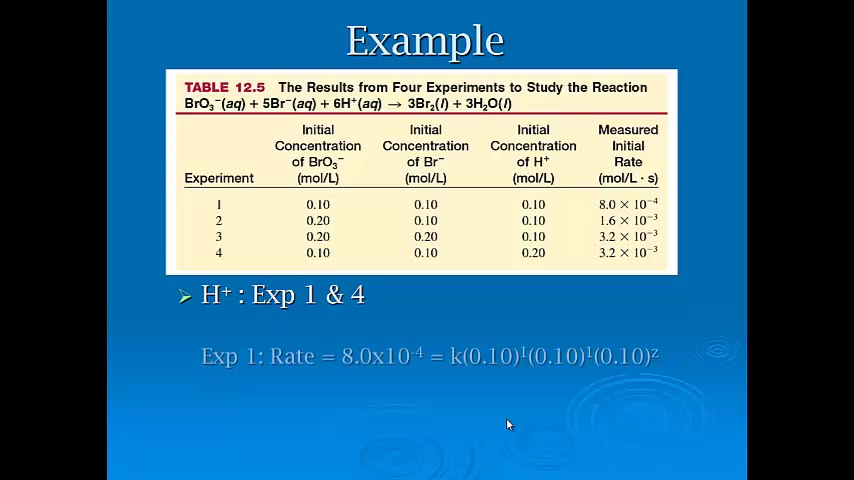 Example
TABLE 12.5 The Results from Four Experiments to Study the Reaction
BrO₃⁻(aq) + 5Br⁻(aq) + 6H⁺(aq) → 3Br₂(l) + 3H₂O(l)
Initial Initial Initial Measured
Concentration Concentration Concentration Initial
of BrO₃⁻ of Br⁻ of H⁺ Rate
Experiment (mol/L) (mol/L) (mol/L) (mol/L · s)
1 0.10 0.10 0.10 8.0 × 10⁻⁴
2 0.20 0.10 0.10 1.6 × 10⁻³
3 0.20 0.20 0.10 3.2 × 10⁻³
4 0.10 0.10 0.20 3.2 × 10⁻³
H⁺ : Exp 1 & 4
Exp 1: Rate = 8.0x10⁻⁴ = k(0.10)¹(0.10)¹(0.10)ᶻ